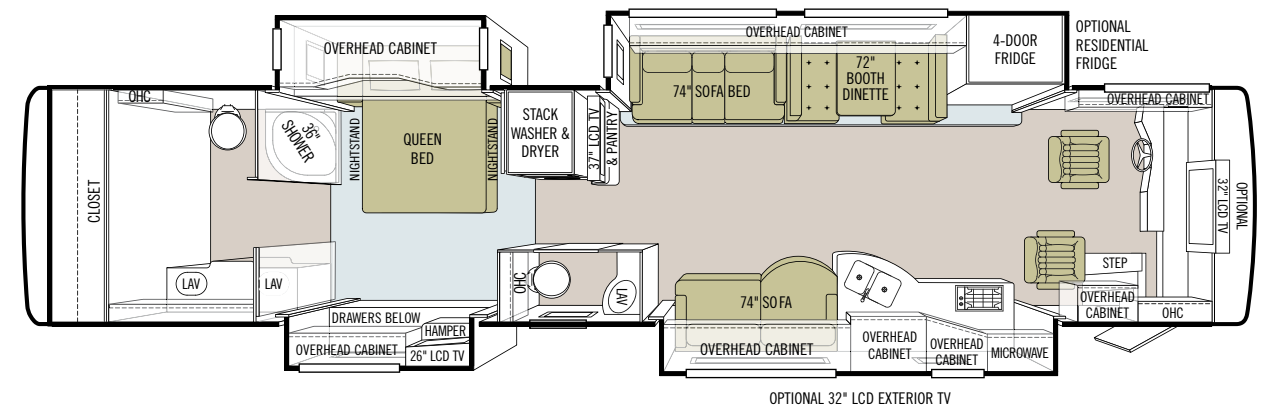 OVERHEAD CABINET
OVERHEAD CABINET
4-DOOR
FRIDGE
OPTIONAL
RESIDENTIAL
FRIDGE
OHC
36"
SHOWER
NIGHTSTAND
QUEEN
BED
NIGHTSTAND
STACK
WASHER &
DRYER
37" LCD TV
& PANTRY
74" SOFA BED
72"
BOOTH
DINETTE
OVERHEAD CABINET
CLOSET
OPTIONAL
32" LCD TV
LAV
LAV
OHC
LAV
74" SOFA
STEP
OVERHEAD
CABINET
OHC
DRAWERS BELOW
HAMPER
OVERHEAD CABINET
26" LCD TV
OVERHEAD CABINET
OVERHEAD
CABINET
OVERHEAD
CABINET
MICROWAVE
OPTIONAL 32" LCD EXTERIOR TV